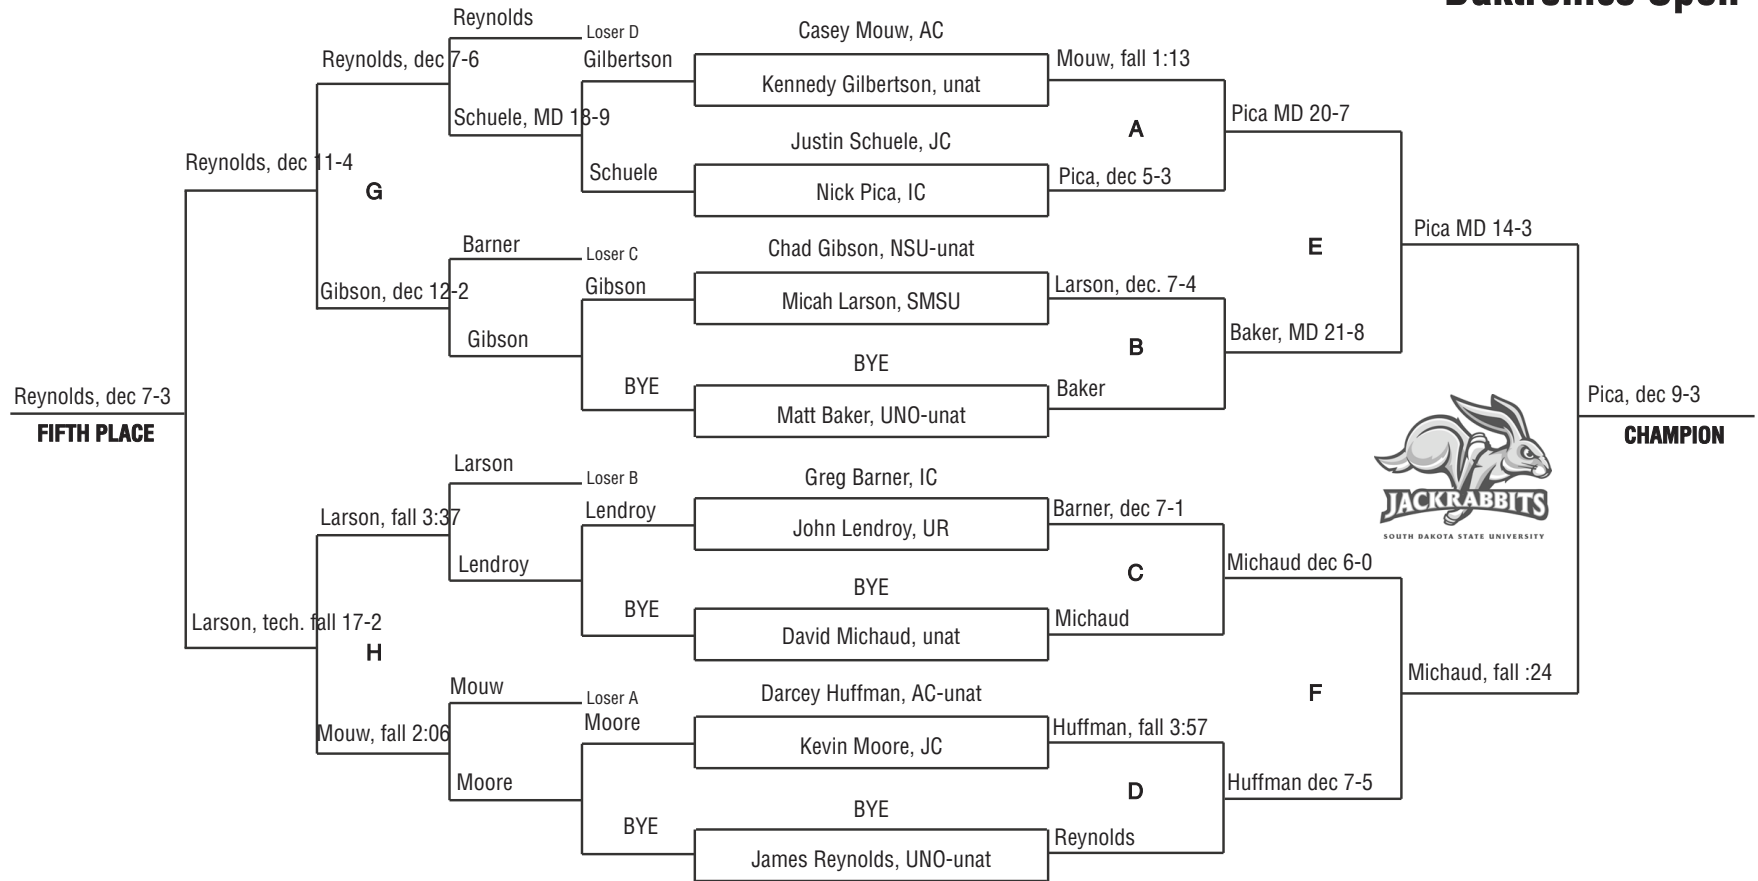 Reynolds
Loser D
Casey Mouw, AC
Reynolds, dec 7-6
Gilbertson
Mouw, fall 1:13
Kennedy Gilbertson, unat
Schuele, MD 18-9
A
Pica MD 20-7
Justin Schuele, JC
Reynolds, dec 11-4
Schuele
Pica, dec 5-3
G
Nick Pica, IC
Barner
Loser C
Chad Gibson, NSU-unat
E
Pica MD 14-3
Gibson, dec 12-2
Gibson
Larson, dec. 7-4
Micah Larson, SMSU
Gibson
B
Baker, MD 21-8
BYE
BYE
Baker
Reynolds, dec 7-3
Matt Baker, UNO-unat
Pica, dec 9-3
FIFTH PLACE
CHAMPION
Larson
Loser B
Greg Barner, IC
Larson, fall 3:37
Lendroy
Barner, dec 7-1
JACKRABBITS
John Lendroy, UR
SOUTH DAKOTA STATE UNIVERSITY
Lendroy
C
Michaud dec 6-0
BYE
BYE
Michaud
Larson, tech. fall 17-2
David Michaud, unat
H
Mouw
Loser A
Darcey Huffman, AC-unat
F
Michaud, fall :24
Mouw, fall 2:06
Moore
Huffman, fall 3:57
Kevin Moore, JC
Moore
D
Huffman dec 7-5
BYE
BYE
Reynolds
James Reynolds, UNO-unat